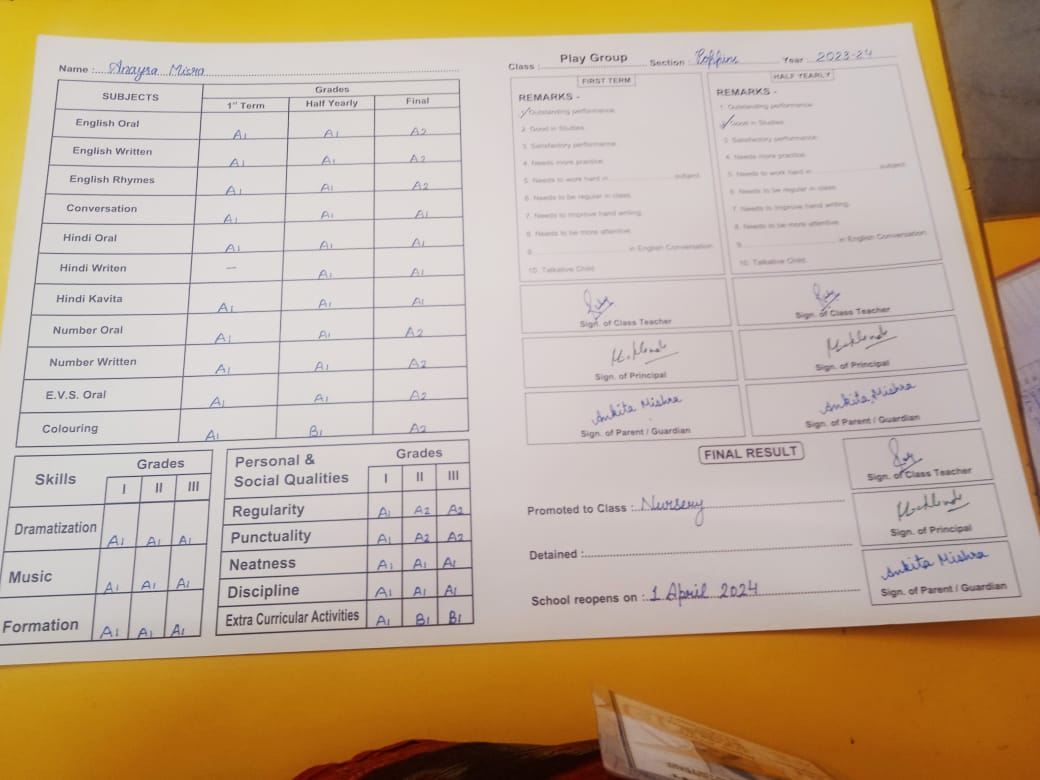 Name : Anaysa Misra
SUBJECTS Grades
1st Term Half Yearly Final
English Oral A1 A1 A2
English Written A1 A1 A2
English Rhymes A1 A1 A2
Conversation A1 A1 A1
Hindi Oral A1 A1 A1
Hindi Writen — A1 A1
Hindi Kavita A1 A1 A1
Number Oral A1 A1 A2
Number Written A1 A1 A2
E.V.S. Oral A1 A1 A2
Colouring A1 B1 A2
Skills Grades
I II III
Dramatization A1 A1 A1
Music A1 A1 A1
Formation A1 A1 A1
Personal & Social Qualities Grades
I II III
Regularity A1 A2 A2
Punctuality A1 A2 A2
Neatness A1 A1 A1
Discipline A1 A1 A1
Extra Curricular Activities A1 B1 B1
Class : Play Group Section : Poppins Year : 2023-24
FIRST TERM
REMARKS -
1. Outstanding performance.
2. Good in Studies.
3. Satisfactory performance.
4. Needs more practice.
5. Needs to work hard in subject.
6. Needs to be regular in class.
7. Needs to improve hand writing.
8. Needs to be more attentive.
9. in English Conversation
10. Talkative Child.
Sign. of Class Teacher
Sign. of Principal
Ankita Mishra
Sign. of Parent / Guardian
HALF YEARLY
REMARKS -
1. Outstanding performance.
2. Good in Studies.
3. Satisfactory performance.
4. Needs more practice.
5. Needs to work hard in subject.
6. Needs to be regular in class.
7. Needs to improve hand writing.
8. Needs to be more attentive.
9. in English Conversation.
10. Talkative Child.
Sign. of Class Teacher
Sign. of Principal
Ankita Mishra
Sign. of Parent / Guardian
FINAL RESULT
Promoted to Class : Nursery
Detained :
School reopens on : 1 April 2024
Sign. of Class Teacher
Sign. of Principal
Ankita Mishra
Sign. of Parent / Guardian